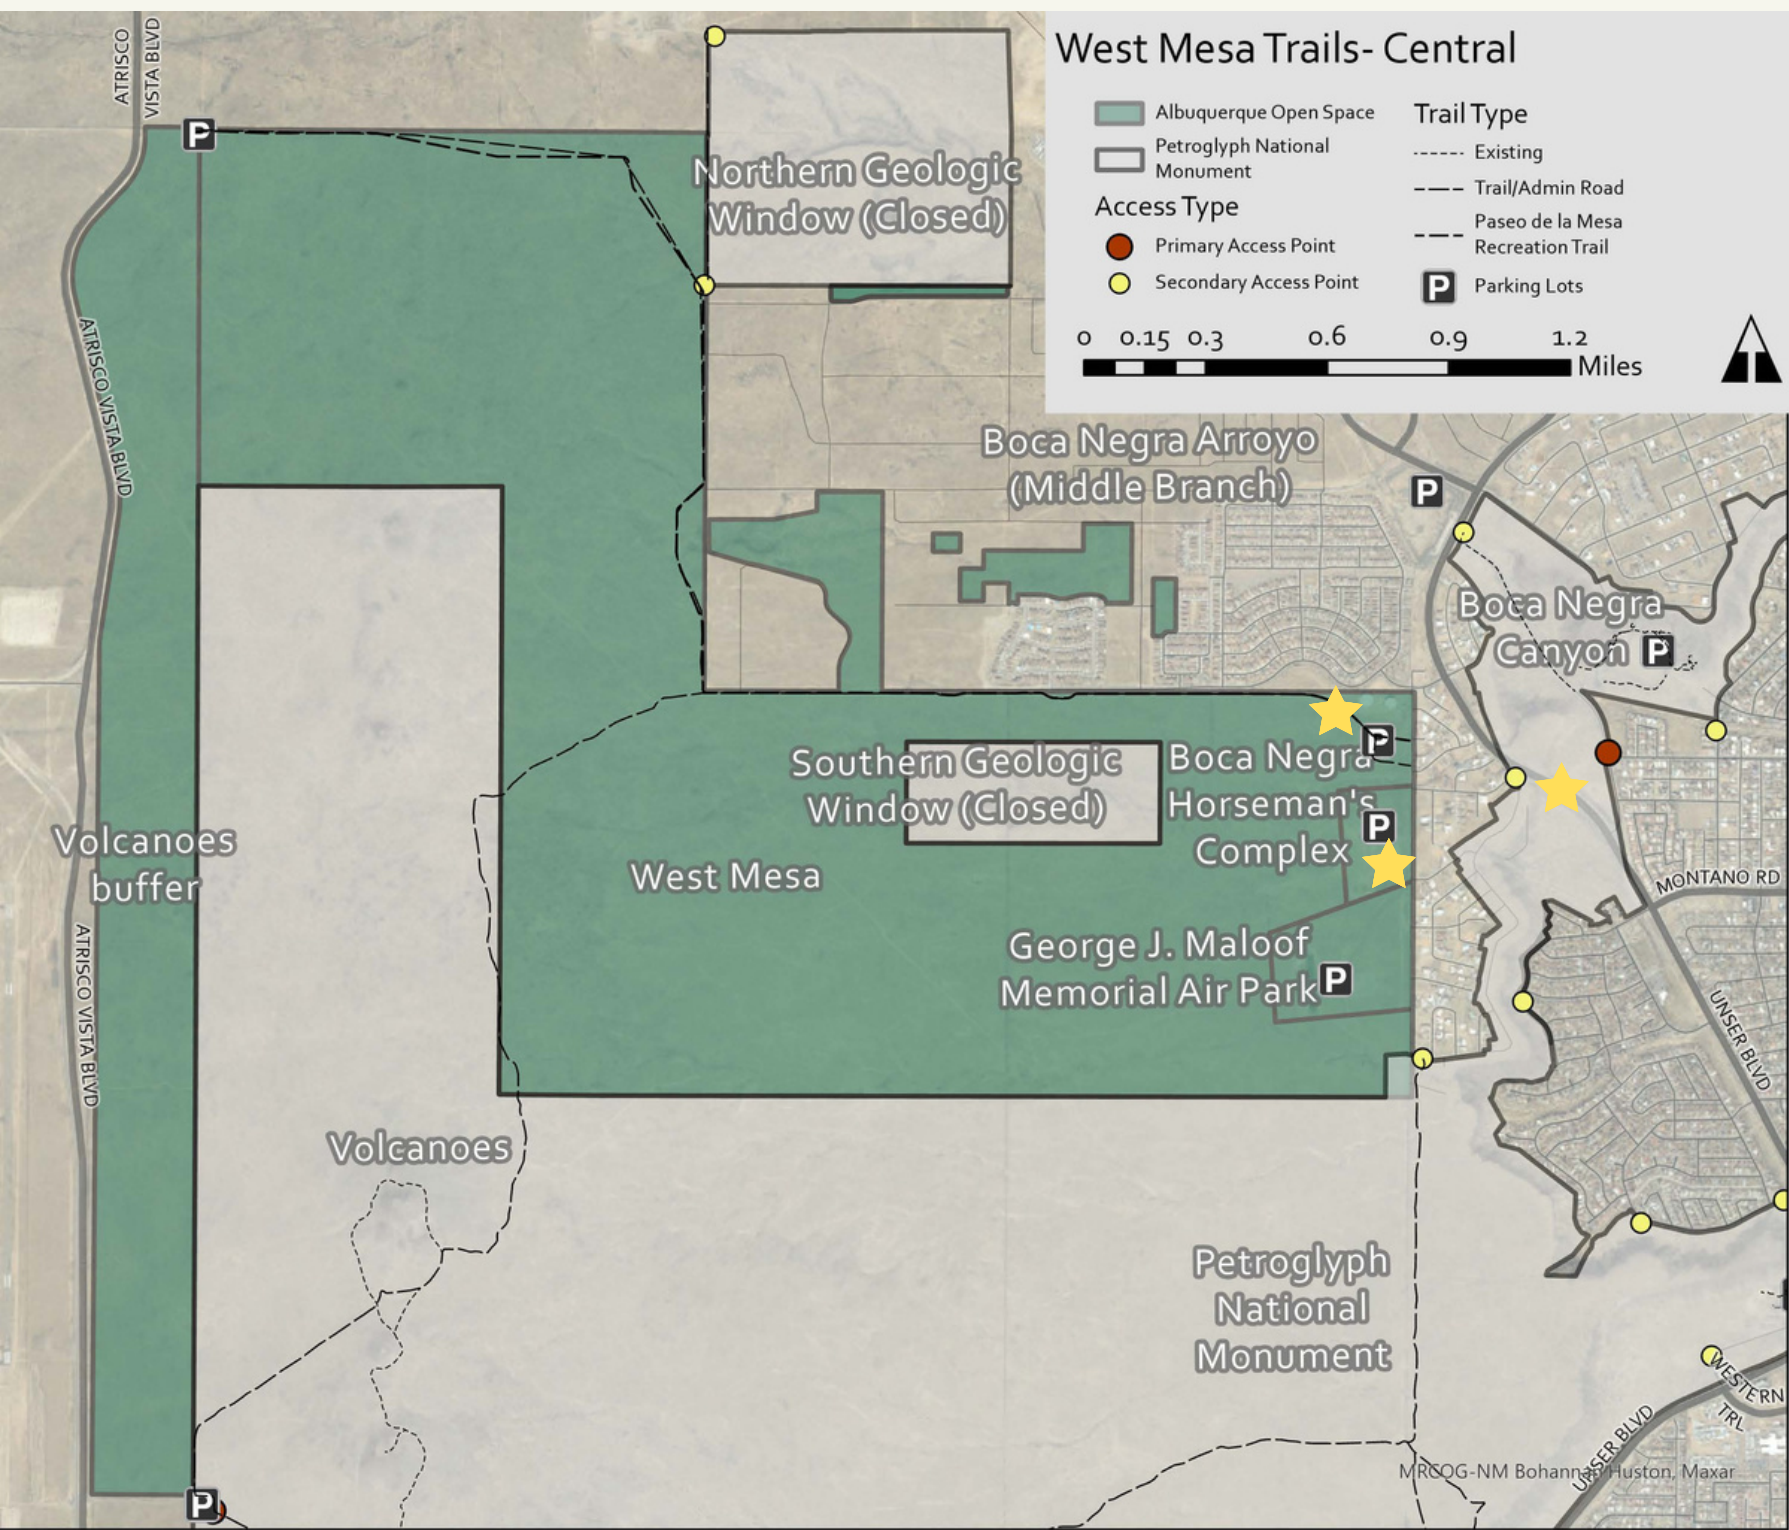 West Mesa Trails- Central
Albuquerque Open Space
Petroglyph National
Monument
Access Type
Primary Access Point
Secondary Access Point
Trail Type
Existing
Trail/Admin Road
Paseo de la Mesa
Recreation Trail
P
Parking Lots
0 0.15 0.3 0.6 0.9 1.2
Miles
ATRISCO
VISTA BLVD
P
Northern Geologic
Window (Closed)
ATRISCO VISTA BLVD
Boca Negra Arroyo
(Middle Branch)
P
Boca Negra
Canyon
P
Southern Geologic
Window (Closed)
P
Boca Negra
Horseman's
Complex
P
Volcanoes
buffer
West Mesa
MONTANO RD
George J. Maloof
Memorial Air Park
P
ATRISCO VISTA BLVD
UNSER BLVD
Volcanoes
Petroglyph
National
Monument
WESTERN
TRL
UNSER BLVD
MRCOG-NM Bohannan Huston, Maxar
P